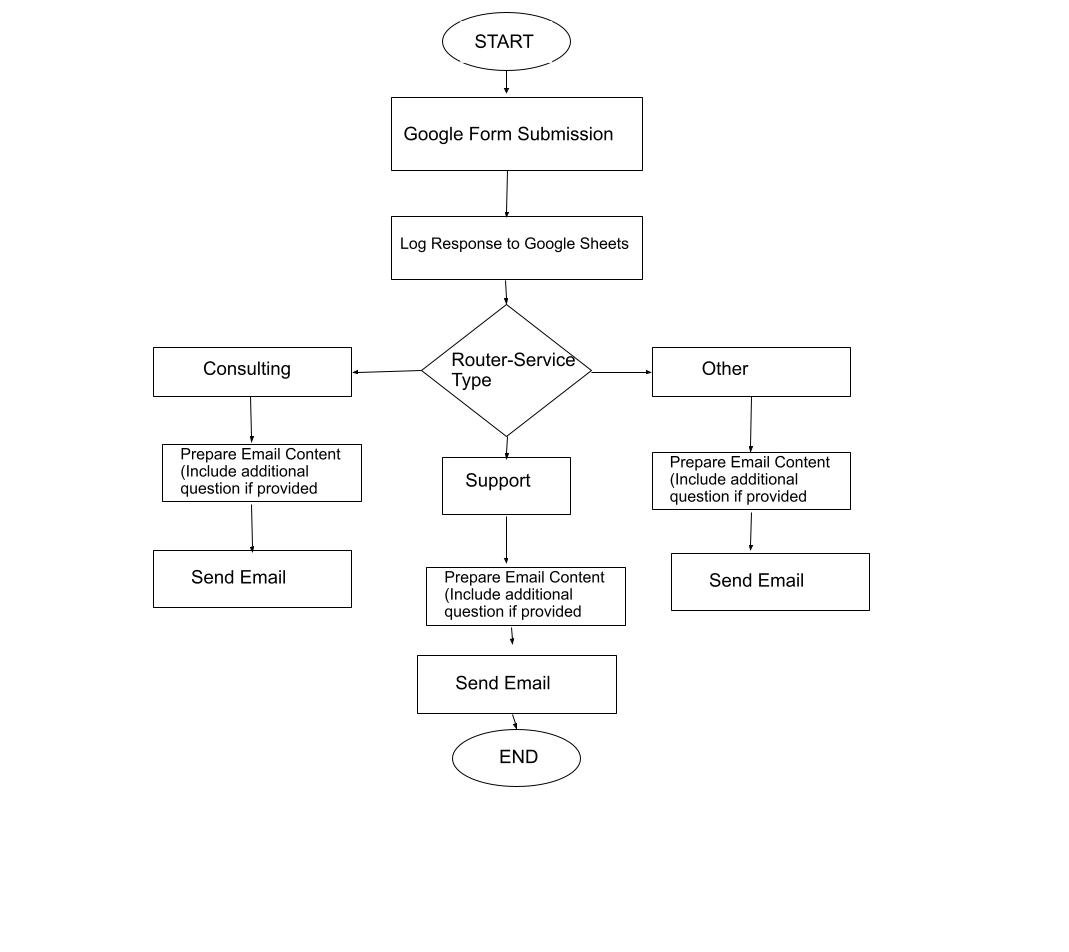 START
Google Form Submission
Log Response to Google Sheets
Router-Service
Type
Consulting
Other
Prepare Email Content
(Include additional
question if provided
Support
Prepare Email Content
(Include additional
question if provided
Send Email
Prepare Email Content
(Include additional
question if provided
Send Email
Send Email
END